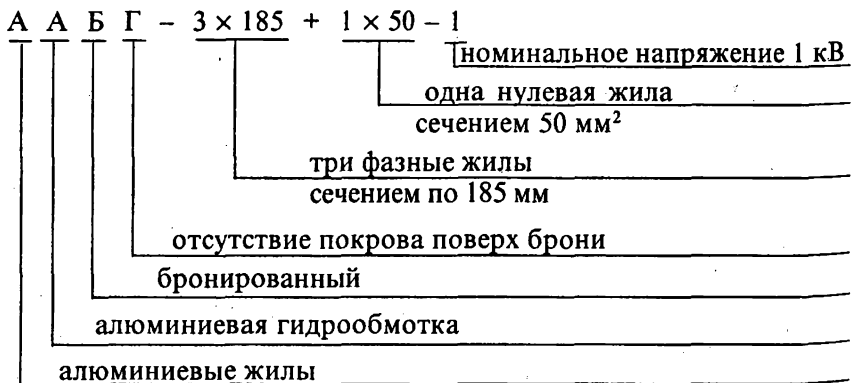 А А Б Г – 3 × 185 + 1 × 50 – 1
номинальное напряжение 1 кВ
одна нулевая жила
сечением 50 мм²
три фазные жилы
сечением по 185 мм
отсутствие покрова поверх брони
бронированный
алюминиевая гидрообмотка
алюминиевые жилы